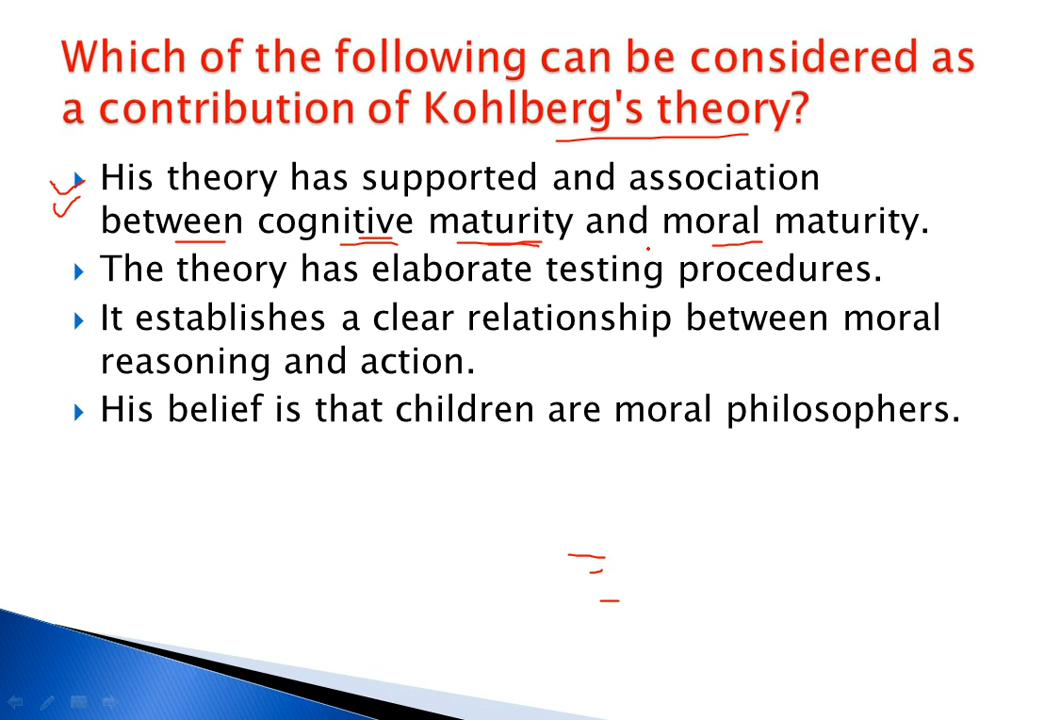 Which of the following can be considered as
a contribution of Kohlberg's theory?
His theory has supported and association
between cognitive maturity and moral maturity.
The theory has elaborate testing procedures.
It establishes a clear relationship between moral
reasoning and action.
His belief is that children are moral philosophers.